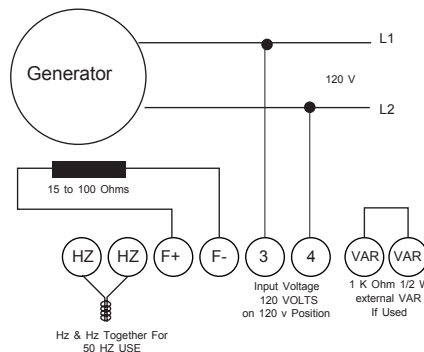 L1
Generator
120 V
L2
15 to 100 Ohms
HZ HZ F+ F- 3 4 VAR VAR
Input Voltage
120 VOLTS
on 120 v Position
1 K Ohm 1/2 W
external VAR
If Used
Hz & Hz Together For
50 HZ USE